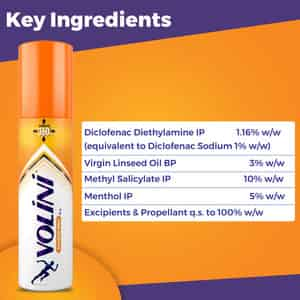 Key Ingredients
VOLINI
Diclofenac Diethylamine IP 1.16% w/w
(equivalent to Diclofenac Sodium 1% w/w)
Virgin Linseed Oil BP 3% w/w
Methyl Salicylate IP 10% w/w
Menthol IP 5% w/w
Excipients & Propellant q.s. to 100% w/w